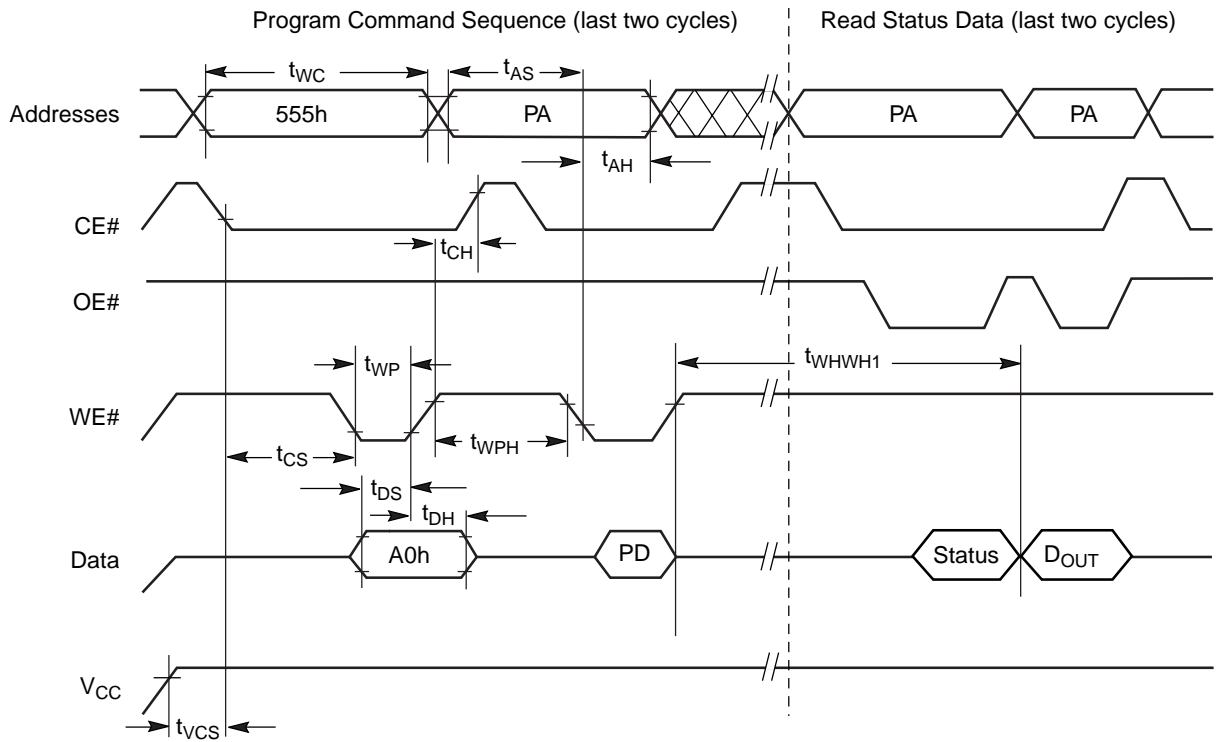 Program Command Sequence (last two cycles) Read Status Data (last two cycles)
tWC tAS
Addresses 555h PA PA PA
tAH
CE#
tCH
OE#
tWP tWHWH1
WE#
tCS tWPH
tDS
tDH
Data A0h PD Status DOUT
VCC
tVCS